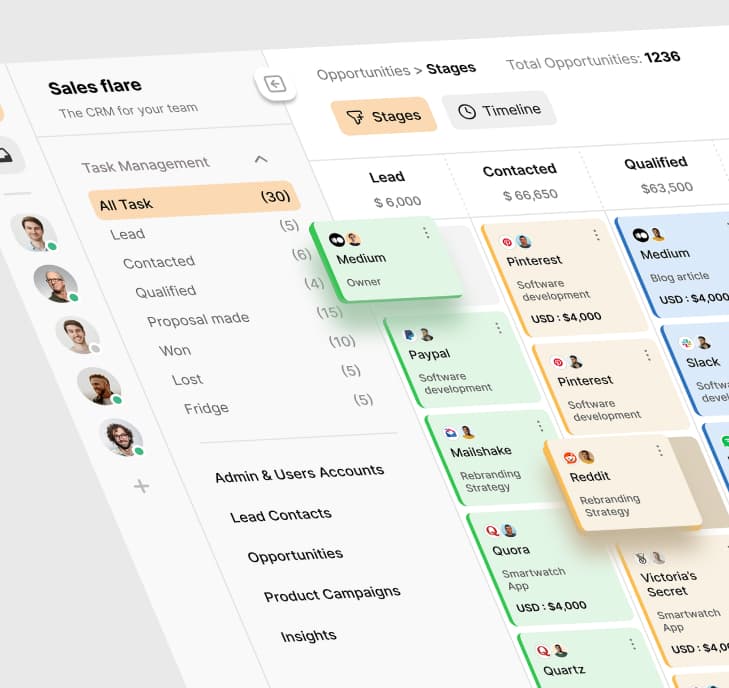 Sales flare
The CRM for your team
Task Management
All Task (30)
Lead (5)
Contacted (6)
Qualified (4)
Proposal made (15)
Won (10)
Lost (5)
Fridge (5)
Admin & Users Accounts
Lead Contacts
Opportunities
Product Campaigns
Insights
Opportunities > Stages
Total Opportunities: 1236
Stages
Timeline
Lead
$ 6,000
Medium
Owner
Paypal
Software
development
Mailshake
Rebranding
Strategy
Quora
Smartwatch
App
USD : $4,000
Quartz
Contacted
$ 66,650
Pinterest
Software
development
USD : $4,000
Pinterest
Software
development
Reddit
Rebranding
Strategy
Victoria's
Secret
Smartwatch
App
USD : $4,0
Qualified
$63,500
Medium
Blog article
USD : $4,000
Slack
Softw
devel